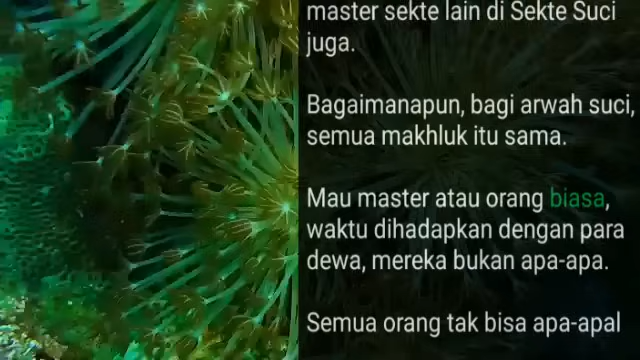 master sekte lain di Sekte Suci
juga.
Bagaimanapun, bagi arwah suci,
semua makhluk itu sama.
Mau master atau orang biasa,
waktu dihadapkan dengan para
dewa, mereka bukan apa-apa.
Semua orang tak bisa apa-apal